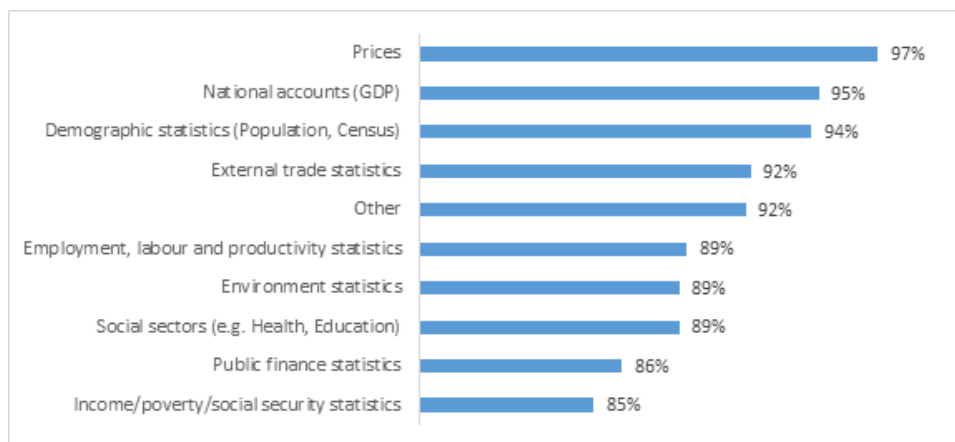 Prices 97%
National accounts (GDP) 95%
Demographic statistics (Population, Census) 94%
External trade statistics 92%
Other 92%
Employment, labour and productivity statistics 89%
Environment statistics 89%
Social sectors (e.g. Health, Education) 89%
Public finance statistics 86%
Income/poverty/social security statistics 85%